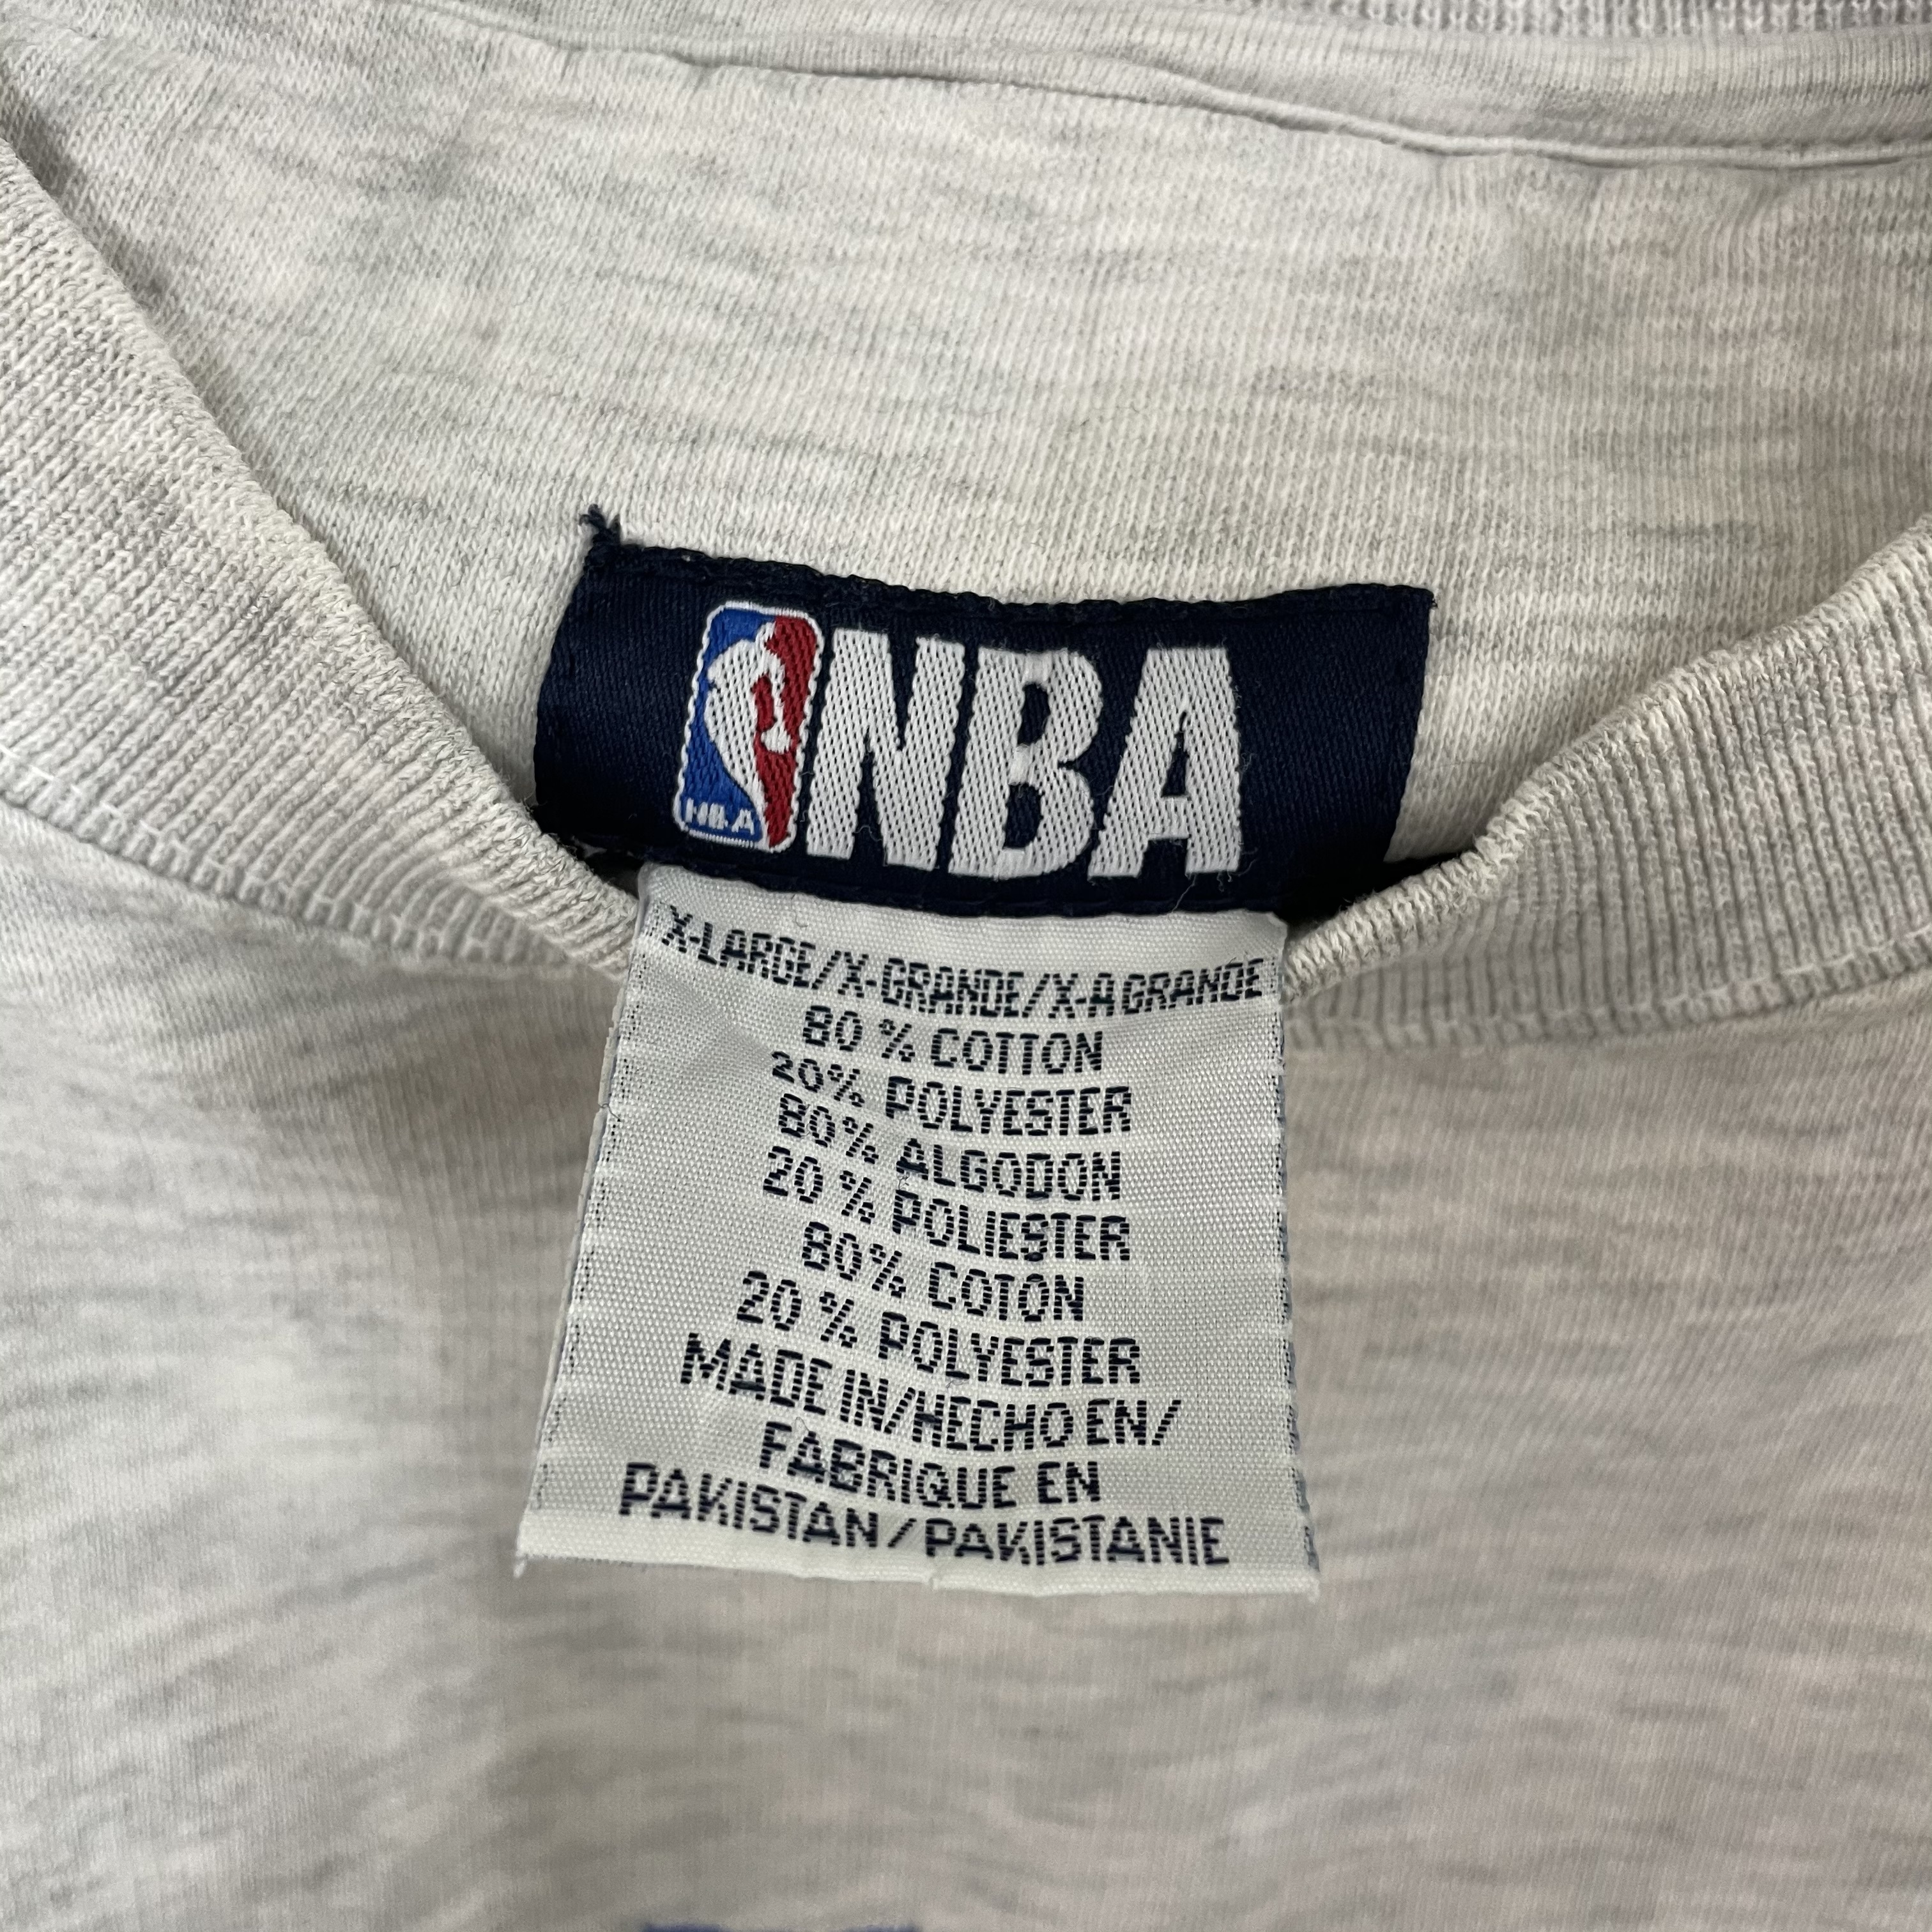 NBA
NBA
X-LARGE/X-GRANDE/X-AGRANDE
80 % COTTON
20% POLYESTER
80% ALGODON
20 % POLIESTER
80% COTON
20 % POLYESTER
MADE IN/HECHO EN/
FABRIQUE EN
PAKISTAN/PAKISTANIE